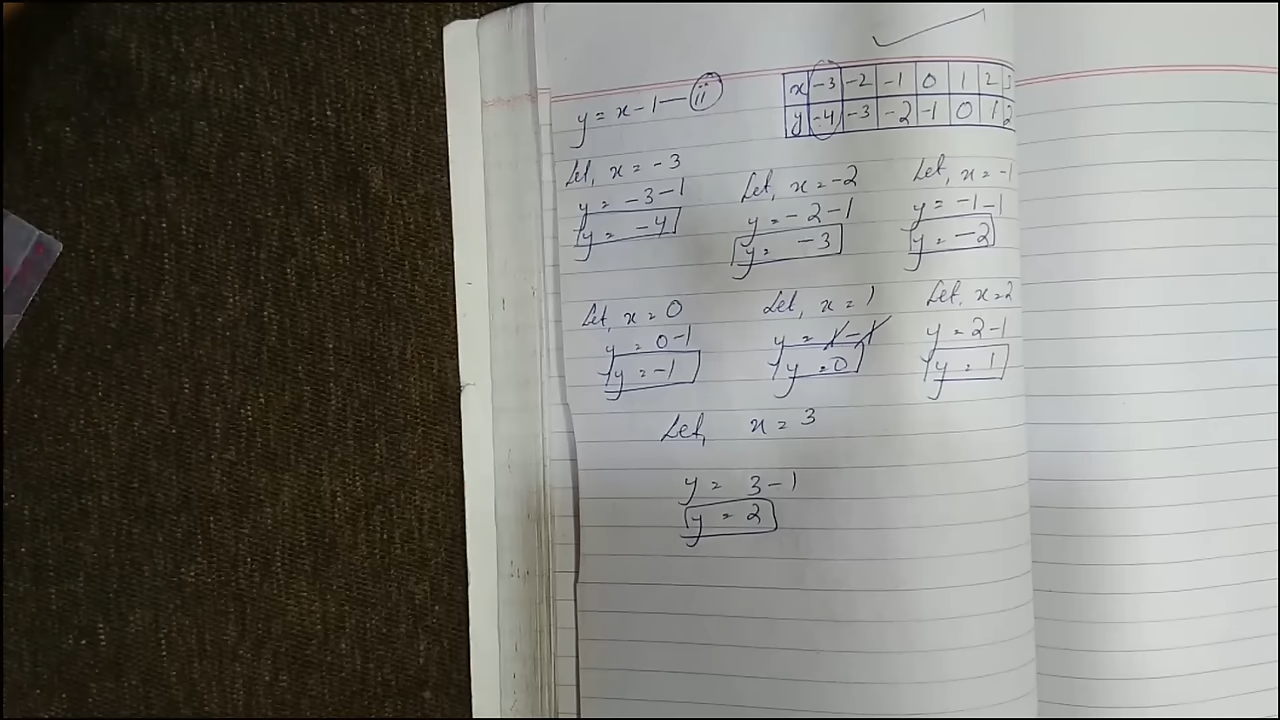 y = x - 1 — (ii)
x -3 -2 -1 0 1 2 3
y -4 -3 -2 -1 0 1 2
Let, x = -3
y = -3 - 1
y = -4
Let, x = -2
y = -2 - 1
y = -3
Let, x = -1
y = -1 - 1
y = -2
Let, x = 0
y = 0 - 1
y = -1
Let, x = 1
y = 1 - 1
y = 0
Let, x = 2
y = 2 - 1
y = 1
Let, x = 3
y = 3 - 1
y = 2